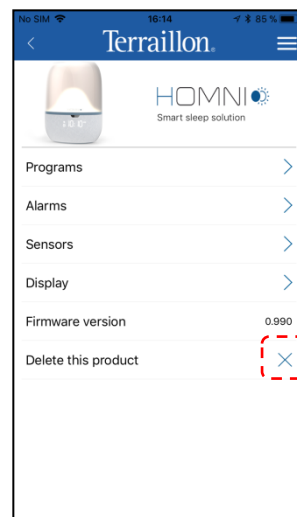 No SIM 16:14 85 %
Terraillon®
HOMNI
Smart sleep solution
Programs
Alarms
Sensors
Display
Firmware version 0.990
Delete this product